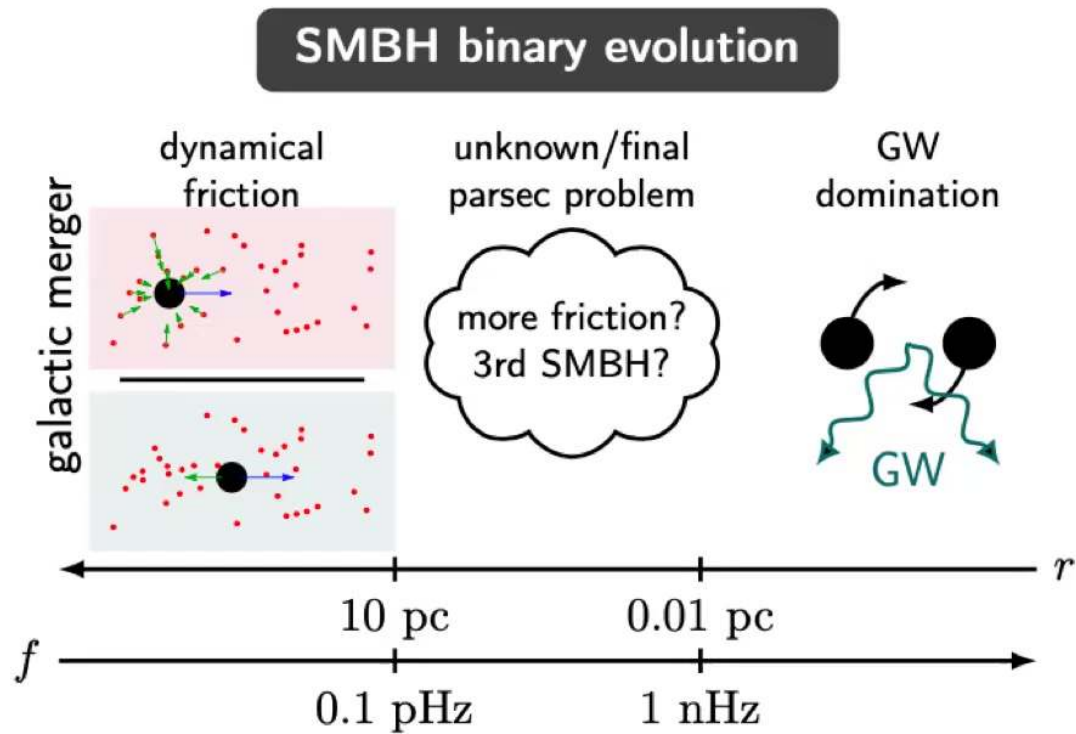 SMBH binary evolution
dynamical
friction
unknown/final
parsec problem
GW
domination
galactic merger
more friction?
3rd SMBH?
GW
r
10 pc
0.01 pc
f
0.1 pHz
1 nHz